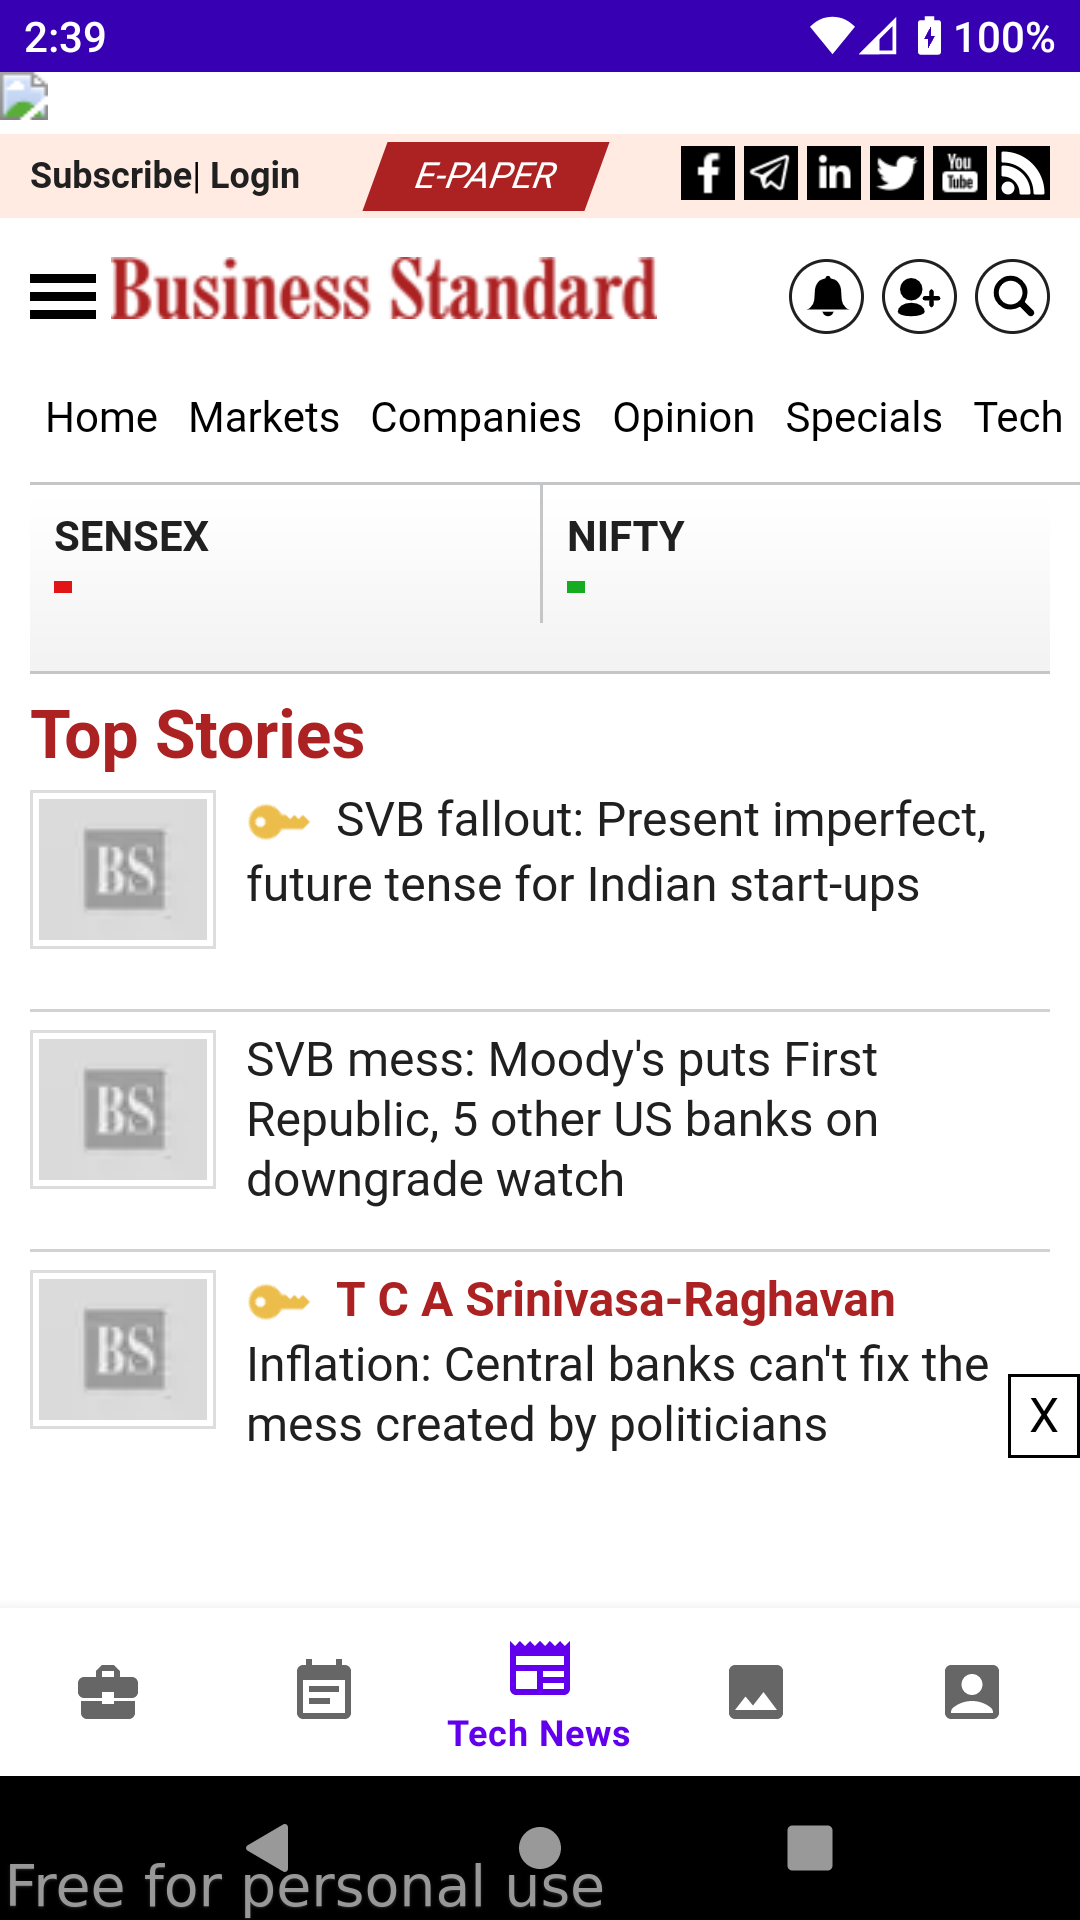 2:39 100%
Subscribe| Login E-PAPER in You Tube
Business Standard
Home Markets Companies Opinion Specials Tech
SENSEX NIFTY
Top Stories
BS SVB fallout: Present imperfect,
future tense for Indian start-ups
BS SVB mess: Moody's puts First
Republic, 5 other US banks on
downgrade watch
BS T C A Srinivasa-Raghavan
Inflation: Central banks can't fix the
mess created by politicians
X
Tech News
Free for personal use